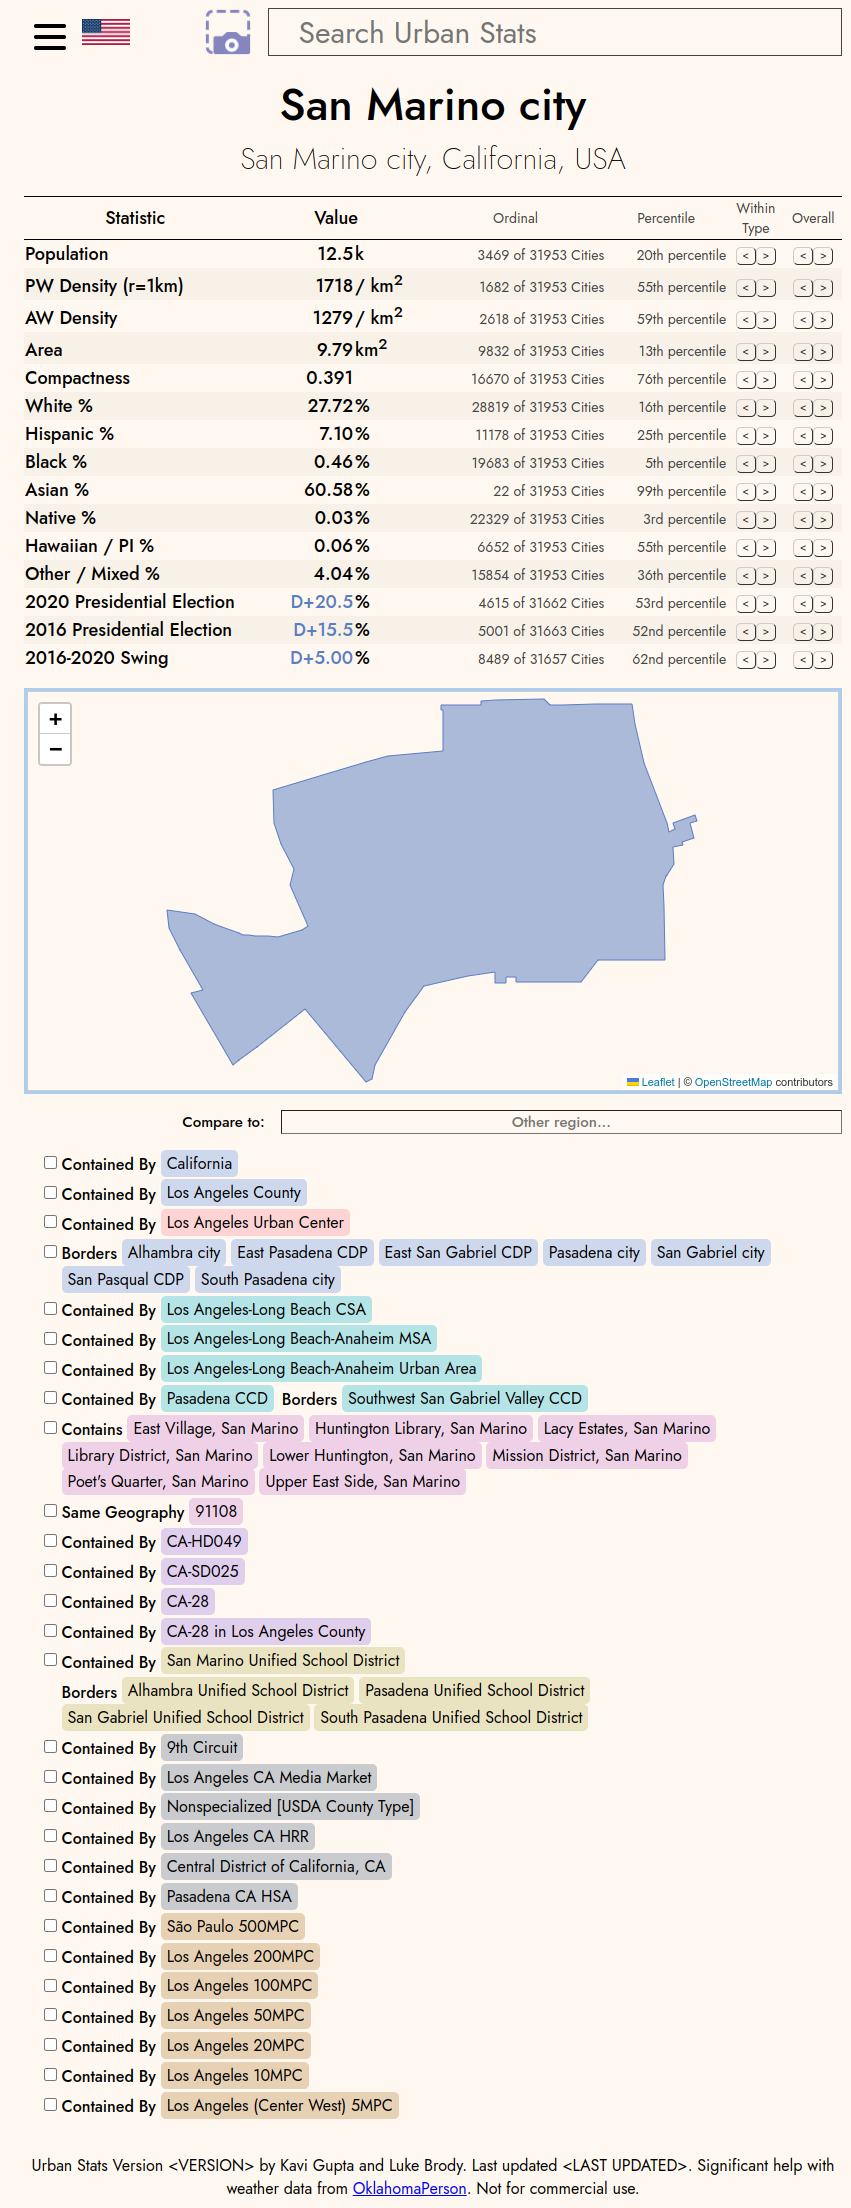 Search Urban Stats
San Marino city
San Marino city, California, USA
Statistic Value Ordinal Percentile Within Type Overall
Population 12.5k 3469 of 31953 Cities 20th percentile < > < >
PW Density (r=1km) 1718 / km² 1682 of 31953 Cities 55th percentile < > < >
AW Density 1279 / km² 2618 of 31953 Cities 59th percentile < > < >
Area 9.79 km² 9832 of 31953 Cities 13th percentile < > < >
Compactness 0.391 16670 of 31953 Cities 76th percentile < > < >
White % 27.72% 28819 of 31953 Cities 16th percentile < > < >
Hispanic % 7.10% 11178 of 31953 Cities 25th percentile < > < >
Black % 0.46% 19683 of 31953 Cities 5th percentile < > < >
Asian % 60.58% 22 of 31953 Cities 99th percentile < > < >
Native % 0.03% 22329 of 31953 Cities 3rd percentile < > < >
Hawaiian / PI % 0.06% 6652 of 31953 Cities 55th percentile < > < >
Other / Mixed % 4.04% 15854 of 31953 Cities 36th percentile < > < >
2020 Presidential Election D+20.5% 4615 of 31662 Cities 53rd percentile < > < >
2016 Presidential Election D+15.5% 5001 of 31663 Cities 52nd percentile < > < >
2016-2020 Swing D+5.00% 8489 of 31657 Cities 62nd percentile < > < >
+
−
Leaflet | © OpenStreetMap contributors
Compare to: Other region...
Contained By California
Contained By Los Angeles County
Contained By Los Angeles Urban Center
Borders Alhambra city East Pasadena CDP East San Gabriel CDP Pasadena city San Gabriel city
San Pasqual CDP South Pasadena city
Contained By Los Angeles-Long Beach CSA
Contained By Los Angeles-Long Beach-Anaheim MSA
Contained By Los Angeles-Long Beach-Anaheim Urban Area
Contained By Pasadena CCD Borders Southwest San Gabriel Valley CCD
Contains East Village, San Marino Huntington Library, San Marino Lacy Estates, San Marino
Library District, San Marino Lower Huntington, San Marino Mission District, San Marino
Poet's Quarter, San Marino Upper East Side, San Marino
Same Geography 91108
Contained By CA-HD049
Contained By CA-SD025
Contained By CA-28
Contained By CA-28 in Los Angeles County
Contained By San Marino Unified School District
Borders Alhambra Unified School District Pasadena Unified School District
San Gabriel Unified School District South Pasadena Unified School District
Contained By 9th Circuit
Contained By Los Angeles CA Media Market
Contained By Nonspecialized [USDA County Type]
Contained By Los Angeles CA HRR
Contained By Central District of California, CA
Contained By Pasadena CA HSA
Contained By São Paulo 500MPC
Contained By Los Angeles 200MPC
Contained By Los Angeles 100MPC
Contained By Los Angeles 50MPC
Contained By Los Angeles 20MPC
Contained By Los Angeles 10MPC
Contained By Los Angeles (Center West) 5MPC
Urban Stats Version <VERSION> by Kavi Gupta and Luke Brody. Last updated <LAST UPDATED>. Significant help with
weather data from OklahomaPerson. Not for commercial use.